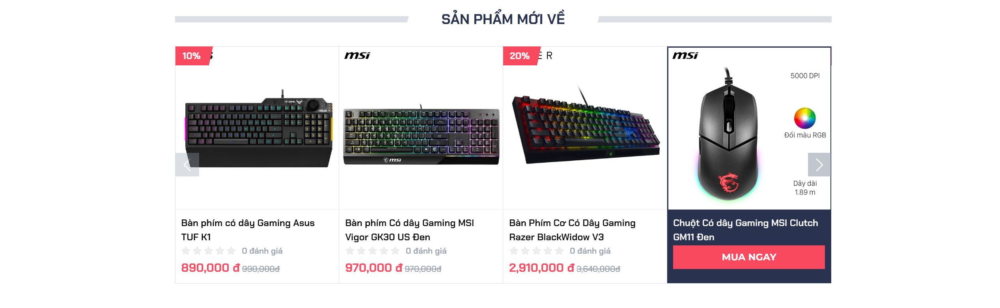 SẢN PHẨM MỚI VỀ
10%
msi
20%
E R
msi
5000 DPI
Đổi màu RGB
Dây dài
1.89 m
TUF GAMING
ASUS
msi
Bàn phím có dây Gaming Asus
TUF K1
0 đánh giá
890,000 đ 990,000đ
Bàn phím Có dây Gaming MSI
Vigor GK30 US Đen
0 đánh giá
970,000 đ 970,000đ
Bàn Phím Cơ Có Dây Gaming
Razer BlackWidow V3
0 đánh giá
2,910,000 đ 3,640,000đ
Chuột Có dây Gaming MSI Clutch
GM11 Đen
MUA NGAY